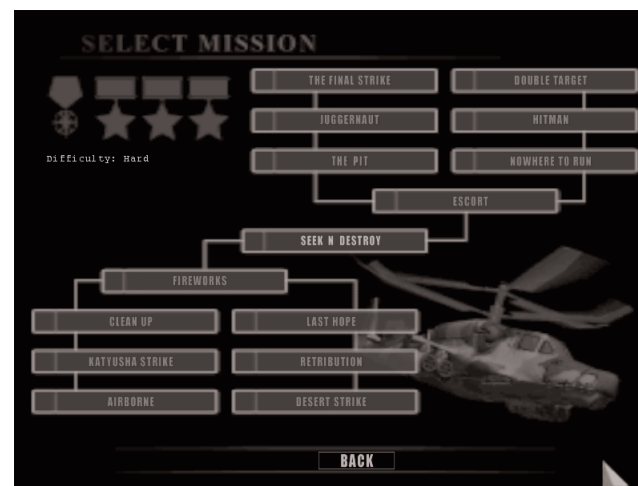 SELECT MISSION
THE FINAL STRIKE
DOUBLE TARGET
JUGGERNAUT
HITMAN
Difficulty: Hard
THE PIT
NOWHERE TO RUN
ESCORT
SEEK N DESTROY
FIREWORKS
CLEAN UP
LAST HOPE
KATYUSHA STRIKE
RETRIBUTION
AIRBORNE
DESERT STRIKE
BACK